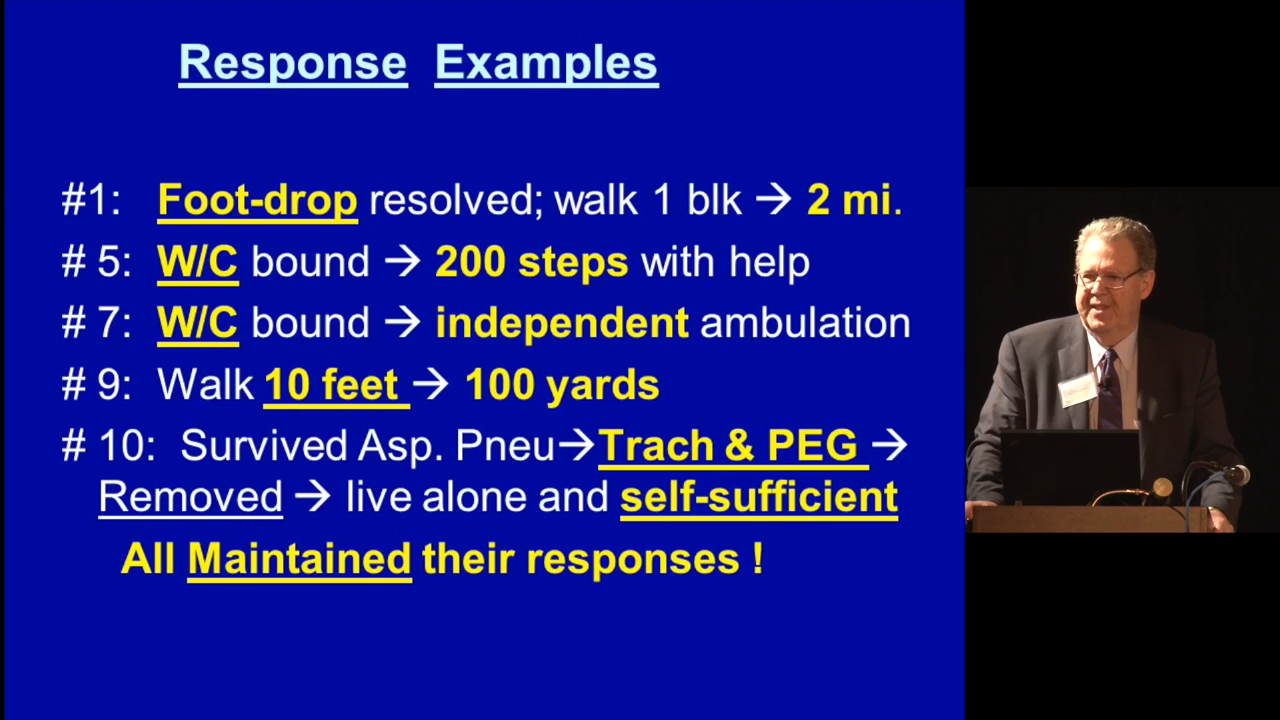 Response Examples
#1: Foot-drop resolved; walk 1 blk → 2 mi.
# 5: W/C bound → 200 steps with help
# 7: W/C bound → independent ambulation
# 9: Walk 10 feet → 100 yards
# 10: Survived Asp. Pneu→Trach & PEG →
Removed → live alone and self-sufficient
All Maintained their responses !